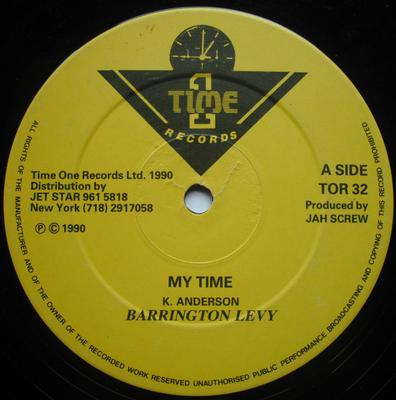 TIME
1
RECORDS
Time One Records Ltd. 1990
Distribution by
JET STAR 961 5818
New York (718) 2917058
Ⓟ © 1990
A SIDE
TOR 32
Produced by
JAH SCREW
MY TIME
K. ANDERSON
BARRINGTON LEVY
ALL RIGHTS OF THE MANUFACTURER AND OF THE OWNER OF THE RECORDED WORK RESERVED UNAUTHORISED PUBLIC PERFORMANCE BROADCASTING AND COPYING OF THIS RECORD PROHIBITED